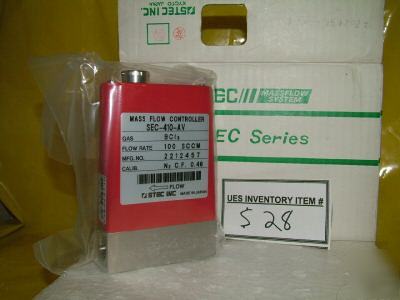 STEC INC.
KYOTO JAPAN
MASSFLOW
SYSTEM
EC Series
MASS FLOW CONTROLLER
SEC-410-AV
GAS BCl3
FLOW RATE 100 SCCM
MFG.NO. 2212457
CALIB. N2 C.F. 0.46
FLOW
STEC INC MADE IN JAPAN
UES INVENTORY ITEM #
528